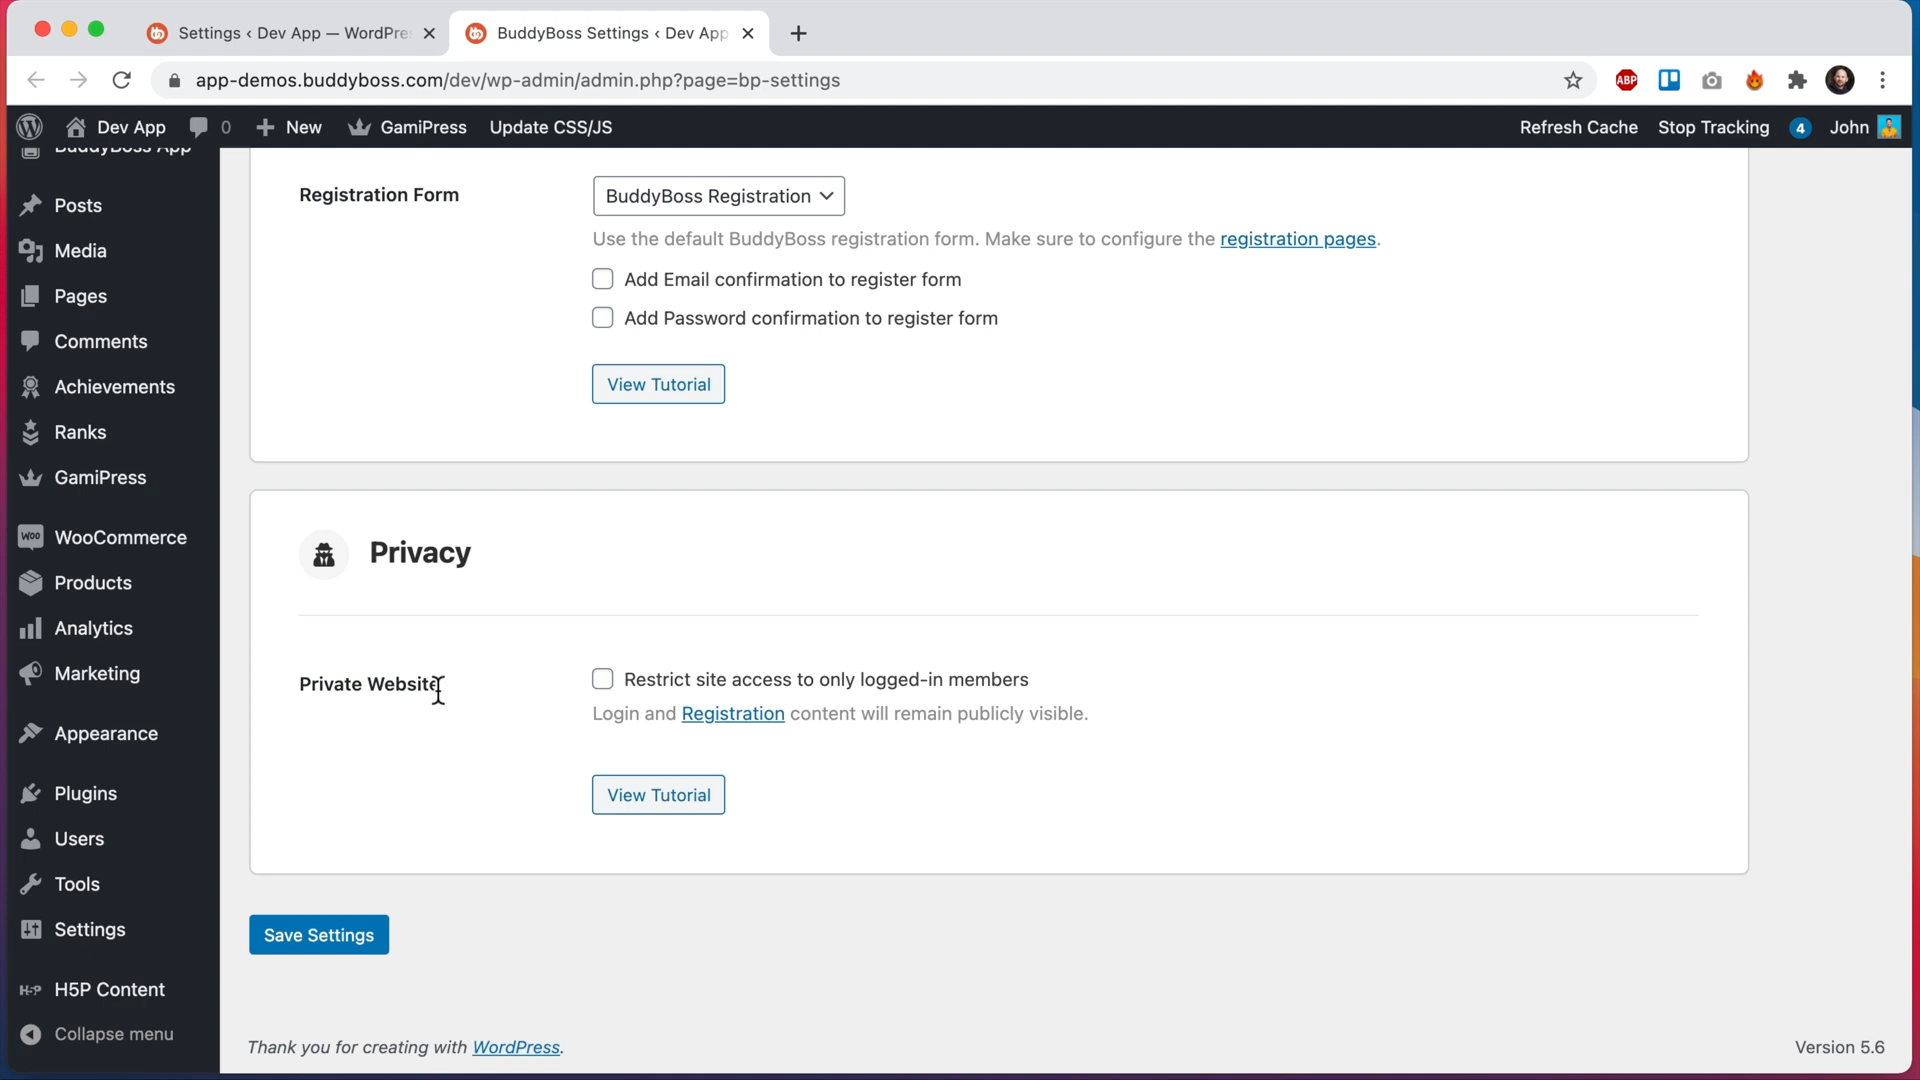 Settings ‹ Dev App — WordPre
BuddyBoss Settings ‹ Dev App
app-demos.buddyboss.com/dev/wp-admin/admin.php?page=bp-settings
ABP
Dev App
0
New
GamiPress
Update CSS/JS
Refresh Cache
Stop Tracking
4
John
BuddyBoss App
Posts
Media
Pages
Comments
Achievements
Ranks
GamiPress
WOO WooCommerce
Products
Analytics
Marketing
Appearance
Plugins
Users
Tools
Settings
H5P H5P Content
Collapse menu
Registration Form
BuddyBoss Registration
Use the default BuddyBoss registration form. Make sure to configure the registration pages.
Add Email confirmation to register form
Add Password confirmation to register form
View Tutorial
Privacy
Private Website
Restrict site access to only logged-in members
Login and Registration content will remain publicly visible.
View Tutorial
Save Settings
Thank you for creating with WordPress.
Version 5.6